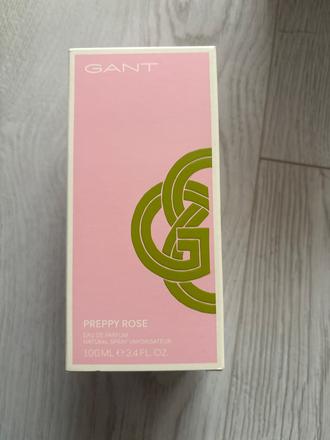 GANT
G
PREPPY ROSE
EAU DE PARFUM
NATURAL SPRAY VAPORISATEUR
100 ML ℮ 3.4 FL. OZ.